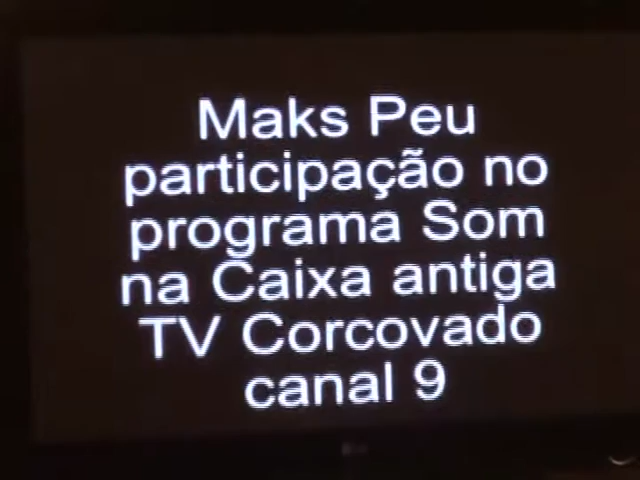 Maks Peu
participação no
programa Som
na Caixa antiga
TV Corcovado
canal 9